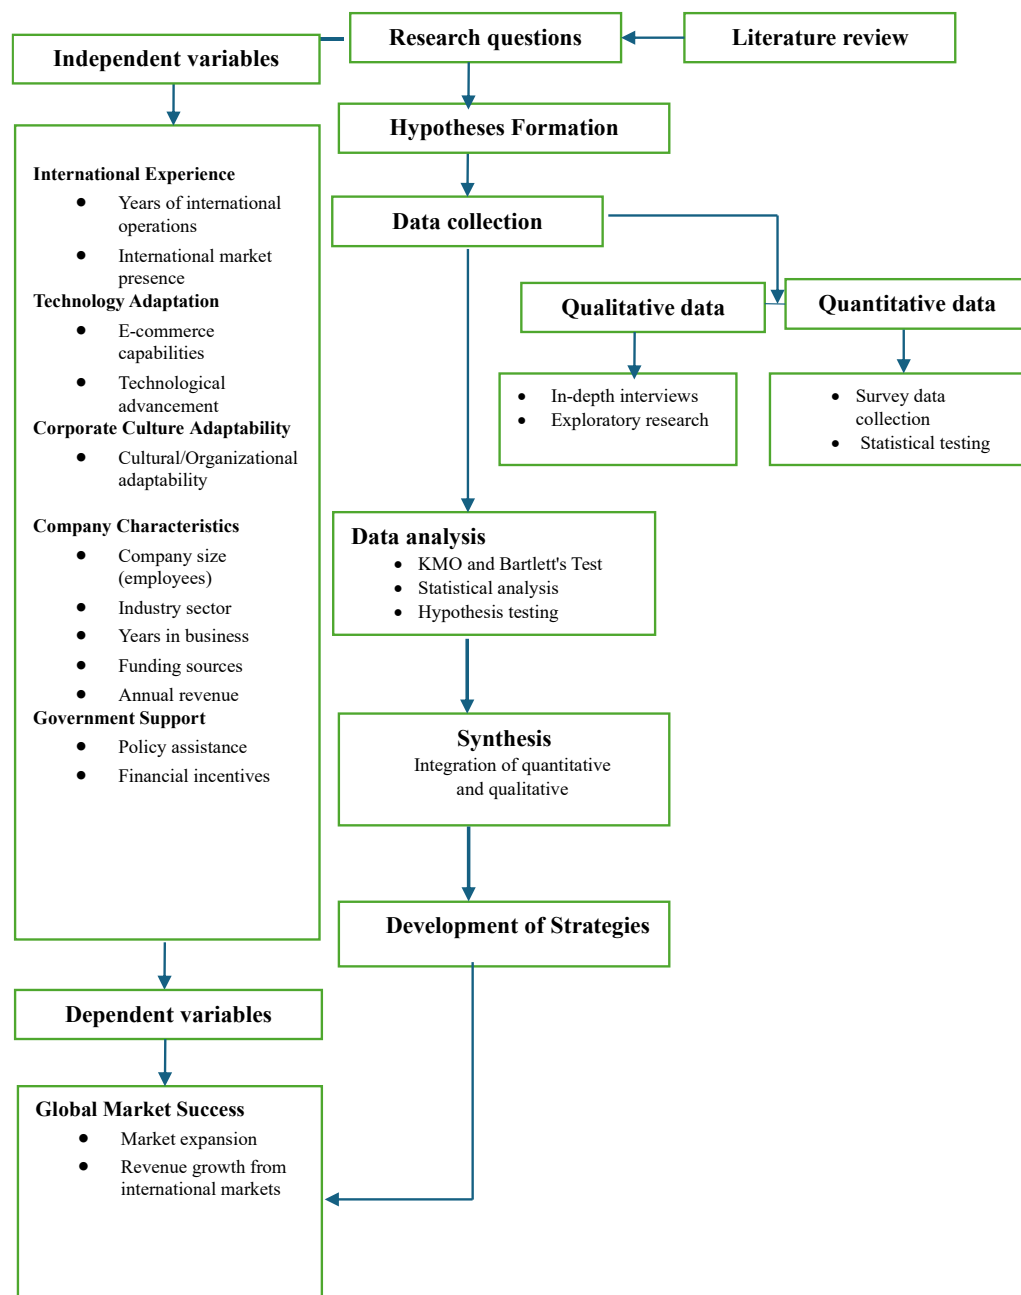 Research questions
Literature review
Independent variables
Hypotheses Formation
International Experience
● Years of international
operations
● International market
presence
Technology Adaptation
● E-commerce
capabilities
● Technological
advancement
Corporate Culture Adaptability
● Cultural/Organizational
adaptability
Company Characteristics
● Company size
(employees)
● Industry sector
● Years in business
● Funding sources
● Annual revenue
Government Support
● Policy assistance
● Financial incentives
Data collection
Qualitative data
Quantitative data
• In-depth interviews
• Exploratory research
• Survey data
collection
• Statistical testing
Data analysis
• KMO and Bartlett's Test
• Statistical analysis
• Hypothesis testing
Synthesis
Integration of quantitative
and qualitative
Development of Strategies
Dependent variables
Global Market Success
● Market expansion
● Revenue growth from
international markets